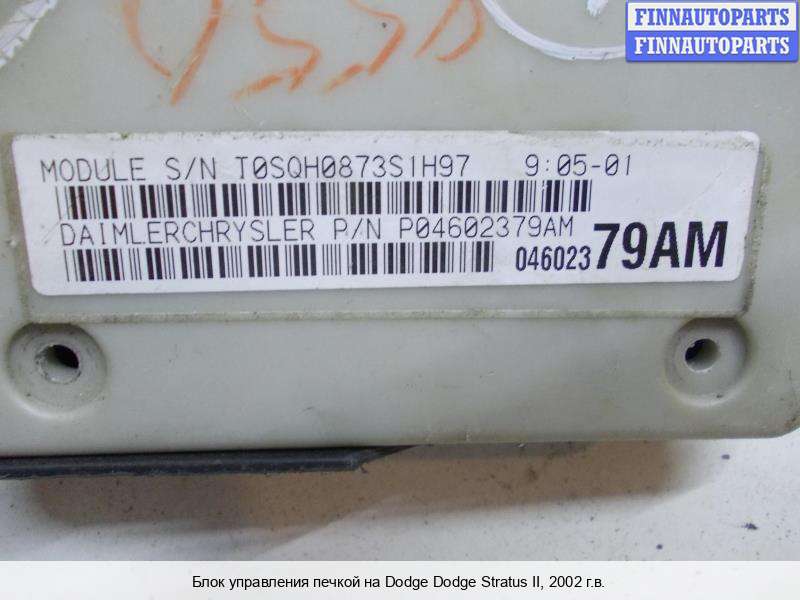 FINNAUTOPARTS
FINNAUTOPARTS
MODULE S/N T0SQH0873S1H97 9:05-01
DAIMLERCHRYSLER P/N P04602379AM
04602379AM
Блок управления печкой на Dodge Dodge Stratus II, 2002 г.в.